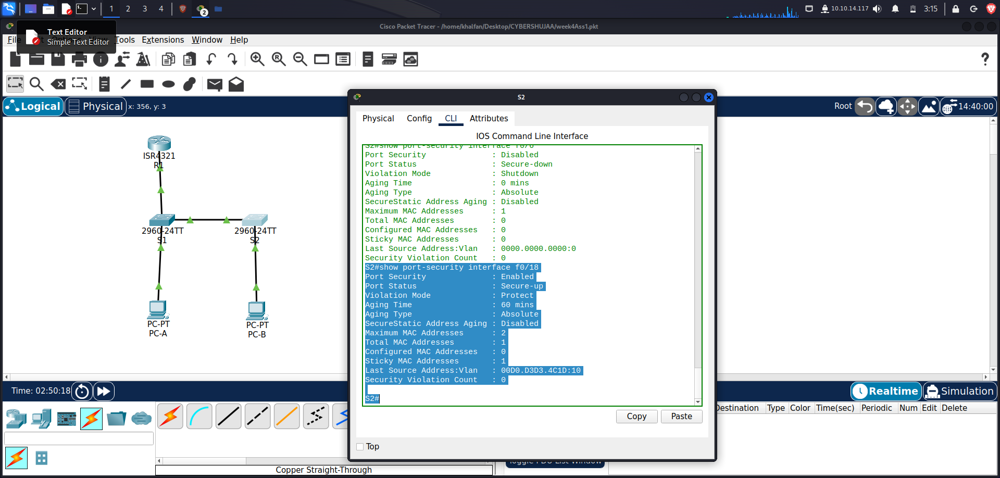 1 2 3 4
2
10.10.14.117
3:15
Cisco Packet Tracer - /home/khalfan/Desktop/CYBERSHUJAA/week4Ass1.pkt
Text Editor
Simple Text Editor
File Tools Extensions Window Help
Logical
Physical
x: 356, y: 3
Root
14:40:00
ISR4321
R1
2960-24TT
S1
2960-24TT
S2
PC-PT
PC-A
PC-PT
PC-B
S2
Physical Config CLI Attributes
IOS Command Line Interface
S2#show port-security interface f0/6
Port Security : Disabled
Port Status : Secure-down
Violation Mode : Shutdown
Aging Time : 0 mins
Aging Type : Absolute
SecureStatic Address Aging : Disabled
Maximum MAC Addresses : 1
Total MAC Addresses : 0
Configured MAC Addresses : 0
Sticky MAC Addresses : 0
Last Source Address:Vlan : 0000.0000.0000:0
Security Violation Count : 0
S2#show port-security interface f0/18
Port Security : Enabled
Port Status : Secure-up
Violation Mode : Protect
Aging Time : 60 mins
Aging Type : Absolute
SecureStatic Address Aging : Disabled
Maximum MAC Addresses : 2
Total MAC Addresses : 1
Configured MAC Addresses : 0
Sticky MAC Addresses : 1
Last Source Address:Vlan : 00D0.D3D3.4C1D:10
Security Violation Count : 0
S2#
Copy
Paste
Top
Time: 02:50:18
Realtime
Simulation
Destination Type Color Time(sec) Periodic Num Edit Delete
Toggle PDU List Window
Copper Straight-Through